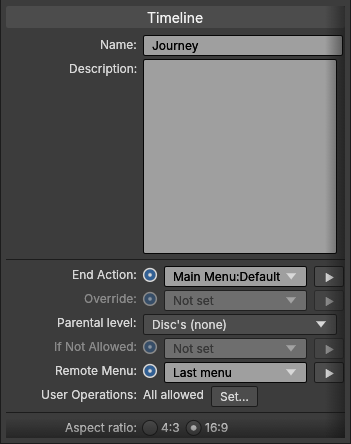 Timeline
Name: Journey
Description:
End Action: Main Menu:Default
Override: Not set
Parental level: Disc's (none)
If Not Allowed: Not set
Remote Menu: Last menu
User Operations: All allowed Set...
Aspect ratio: 4:3 16:9